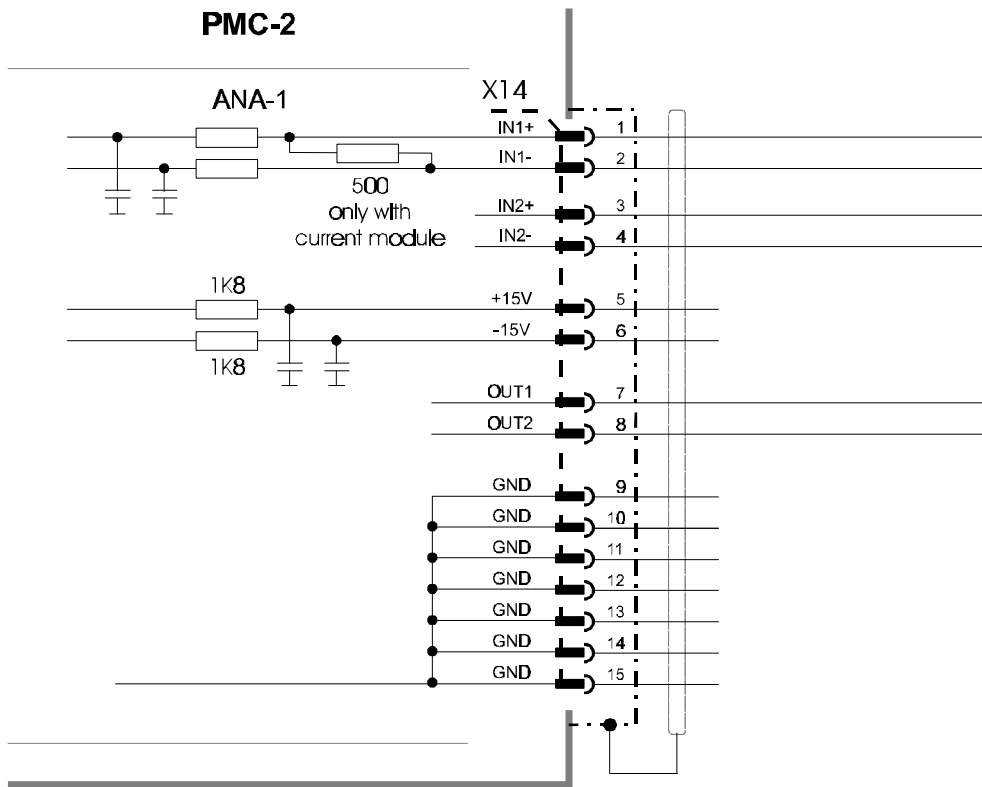 PMC-2
ANA-1
X14
IN1+ 1
IN1- 2
500
only with
current module
IN2+ 3
IN2- 4
1K8
+15V 5
-15V 6
1K8
OUT1 7
OUT2 8
GND 9
GND 10
GND 11
GND 12
GND 13
GND 14
GND 15